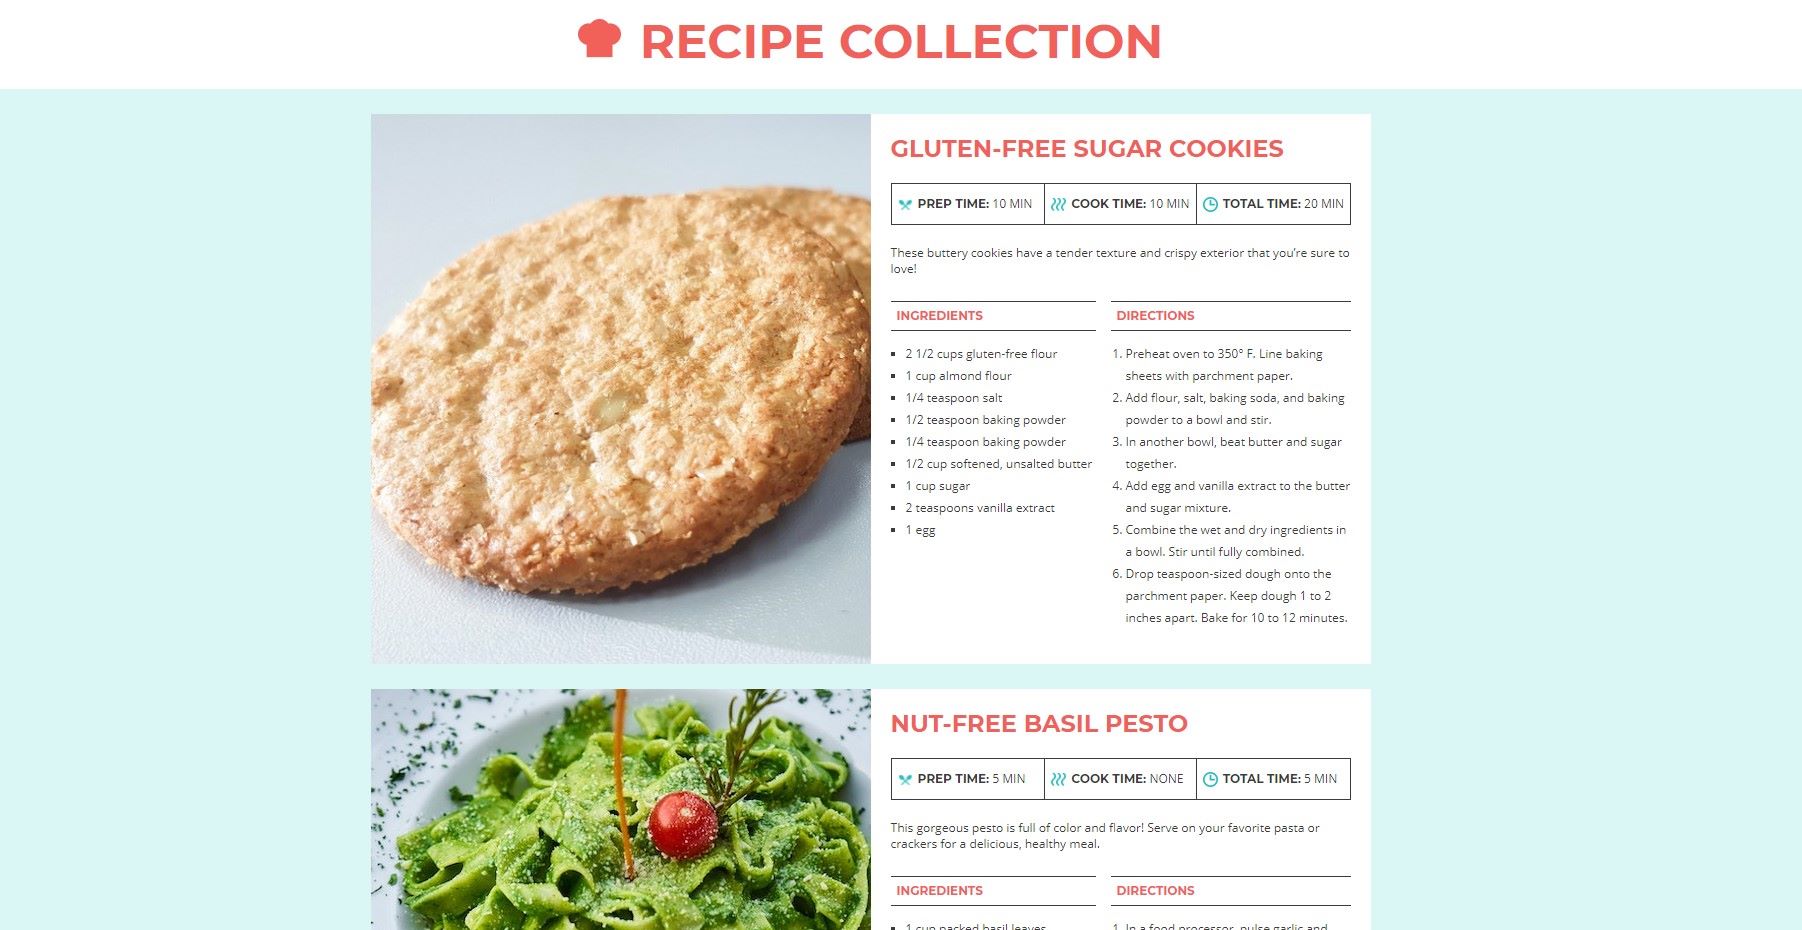 RECIPE COLLECTION
GLUTEN-FREE SUGAR COOKIES
PREP TIME: 10 MIN
COOK TIME: 10 MIN
TOTAL TIME: 20 MIN
These buttery cookies have a tender texture and crispy exterior that you’re sure to
love!
INGREDIENTS
2 1/2 cups gluten-free flour
1 cup almond flour
1/4 teaspoon salt
1/2 teaspoon baking powder
1/4 teaspoon baking powder
1/2 cup softened, unsalted butter
1 cup sugar
2 teaspoons vanilla extract
1 egg
DIRECTIONS
1. Preheat oven to 350° F. Line baking
sheets with parchment paper.
2. Add flour, salt, baking soda, and baking
powder to a bowl and stir.
3. In another bowl, beat butter and sugar
together.
4. Add egg and vanilla extract to the butter
and sugar mixture.
5. Combine the wet and dry ingredients in
a bowl. Stir until fully combined.
6. Drop teaspoon-sized dough onto the
parchment paper. Keep dough 1 to 2
inches apart. Bake for 10 to 12 minutes.
NUT-FREE BASIL PESTO
PREP TIME: 5 MIN
COOK TIME: NONE
TOTAL TIME: 5 MIN
This gorgeous pesto is full of color and flavor! Serve on your favorite pasta or
crackers for a delicious, healthy meal.
INGREDIENTS
1 cup packed basil leaves
DIRECTIONS
1. In a food processor, pulse garlic and